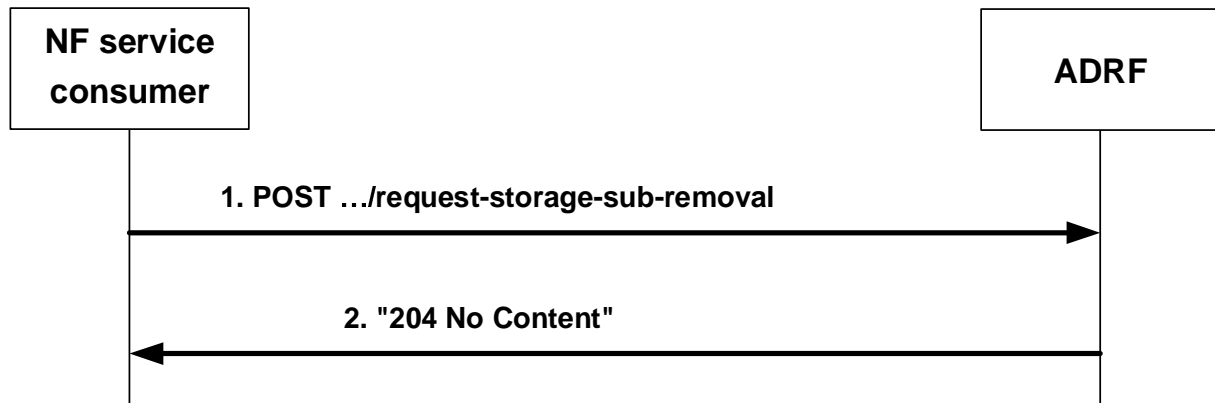 NF service
consumer
ADRF
1. POST …/request-storage-sub-removal
2. "204 No Content"